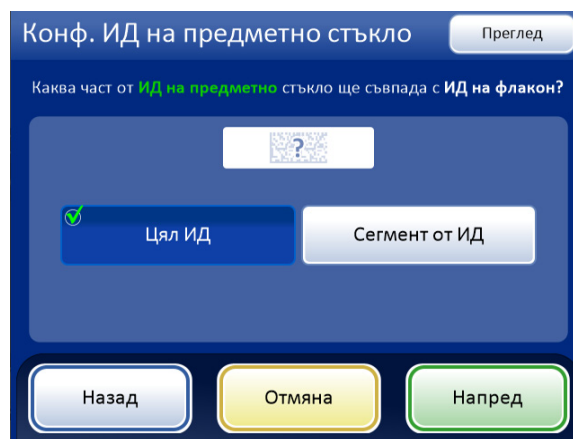 Конф. ИД на предметно стъкло
Преглед
Каква част от ИД на предметно стъкло ще съвпада с ИД на флакон?
?
Цял ИД
Сегмент от ИД
Назад
Отмяна
Напред